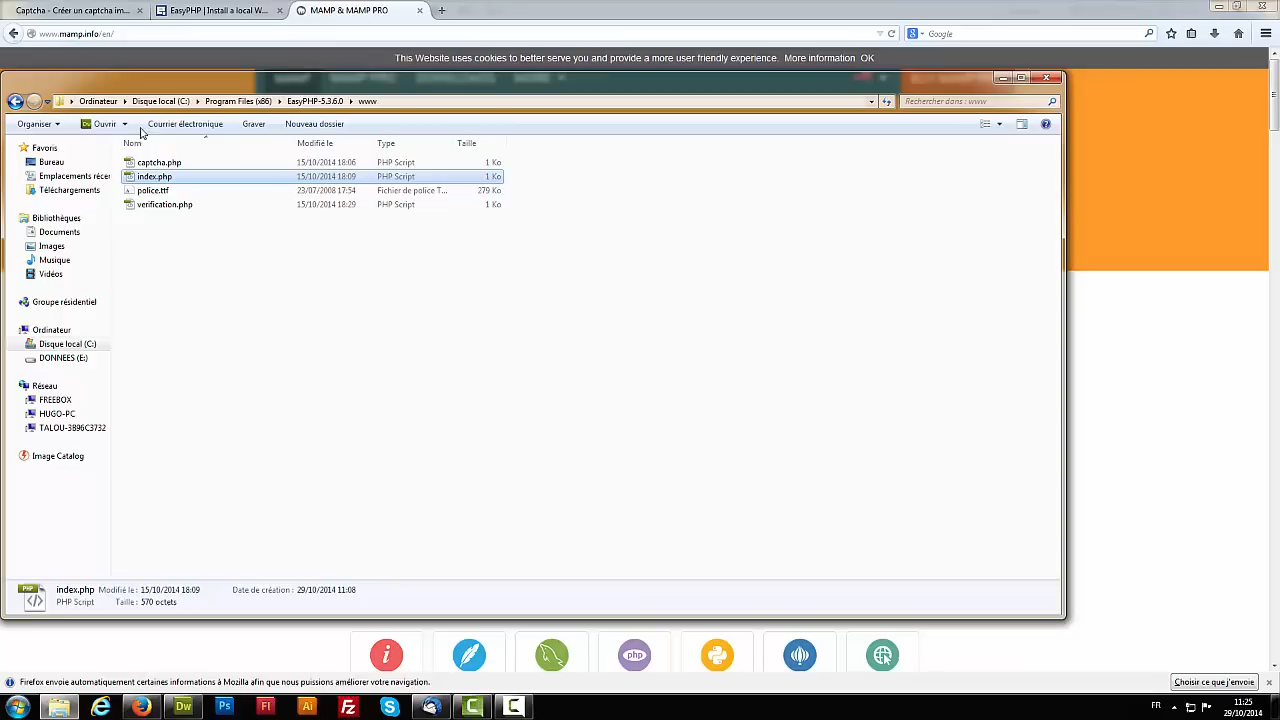 Captcha - Créer un captcha im...
EasyPHP | Install a local W...
MAMP & MAMP PRO
www.mamp.info/en/
Google
This Website uses cookies to better serve you and provide a more user friendly experience. More information OK
Ordinateur Disque local (C:) Program Files (x86) EasyPHP-5.3.6.0 www
Rechercher dans : www
Organiser Ouvrir Courrier électronique Graver Nouveau dossier
Nom Modifié le Type Taille
captcha.php 15/10/2014 18:06 PHP Script 1 Ko
index.php 15/10/2014 18:09 PHP Script 1 Ko
police.ttf 23/07/2008 17:54 Fichier de police T... 279 Ko
verification.php 15/10/2014 18:29 PHP Script 1 Ko
Favoris
Bureau
Emplacements récer
Téléchargements
Bibliothèques
Documents
Images
Musique
Vidéos
Groupe résidentiel
Ordinateur
Disque local (C:)
DONNEES (E:)
Réseau
FREEBOX
HUGO-PC
TALOU-3B96C3732
Image Catalog
PHP
index.php Modifié le : 15/10/2014 18:09 Date de création : 29/10/2014 11:08
PHP Script Taille : 570 octets
php
Firefox envoie automatiquement certaines informations à Mozilla afin que nous puissions améliorer votre navigation.
Choisir ce que j'envoie
Dw Ps Fl Ai Fz
FR
11:25
29/10/2014